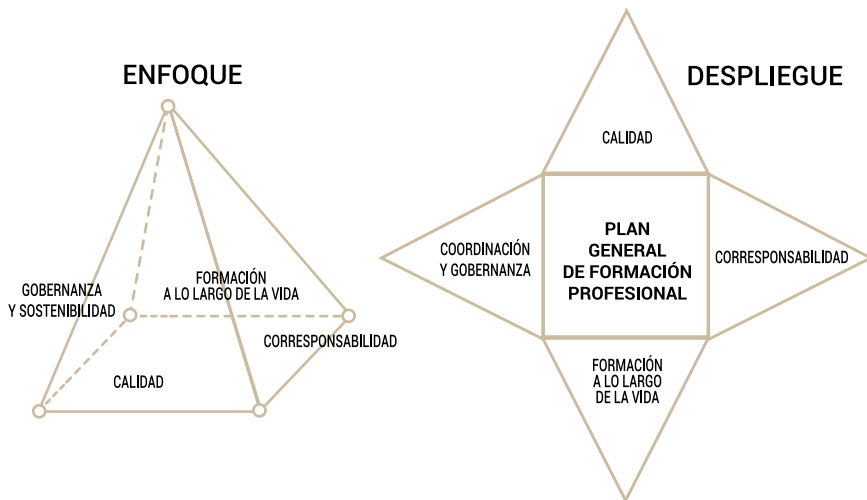 ENFOQUE
GOBERNANZA
Y SOSTENIBILIDAD
FORMACIÓN
A LO LARGO DE LA VIDA
CORRESPONSABILIDAD
CALIDAD
DESPLIEGUE
CALIDAD
COORDINACIÓN
Y GOBERNANZA
PLAN
GENERAL
DE FORMACIÓN
PROFESIONAL
CORRESPONSABILIDAD
FORMACIÓN
A LO LARGO
DE LA VIDA